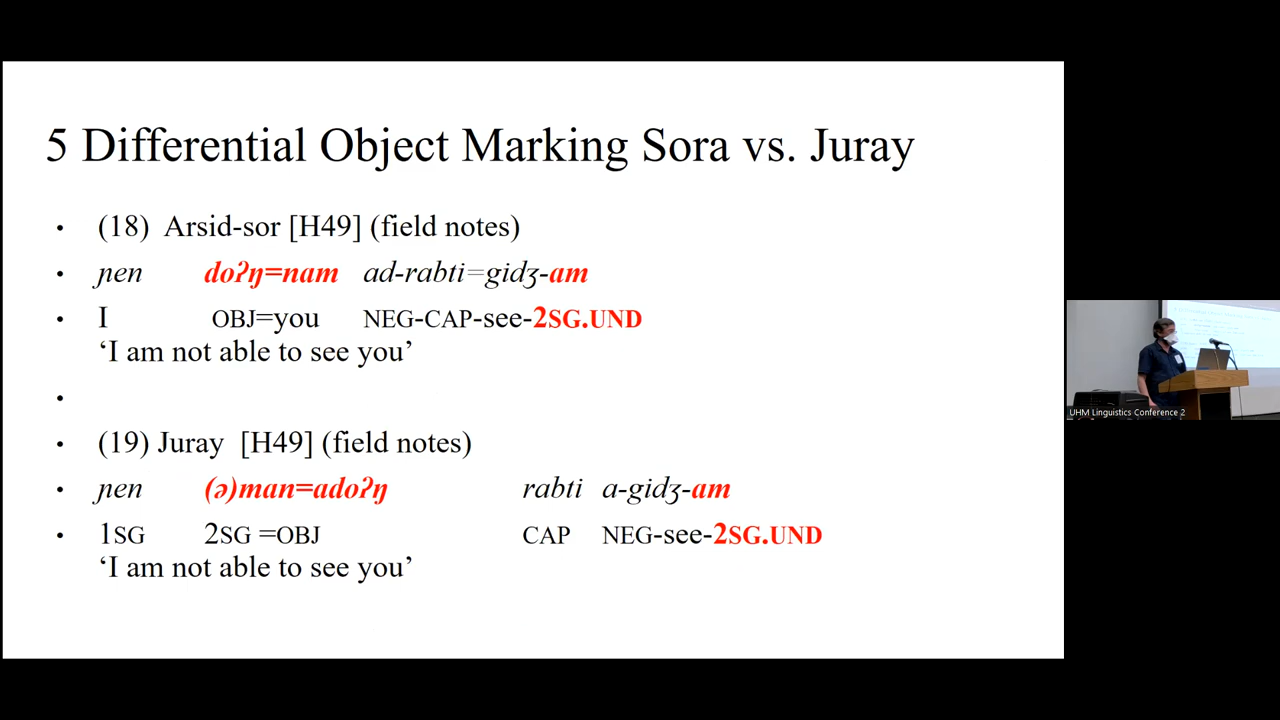 5 Differential Object Marking Sora vs. Juray
• (18) Arsid-sor [H49] (field notes)
• ɲen doʔŋ=nam ad-rabti=gidʒ-am
• I OBJ=you NEG-CAP-see-2SG.UND
‘I am not able to see you’
•
• (19) Juray [H49] (field notes)
• ɲen (ə)man=adoʔŋ rabti a-gidʒ-am
• 1SG 2SG =OBJ CAP NEG-see-2SG.UND
‘I am not able to see you’
UHM Linguistics Conference 2